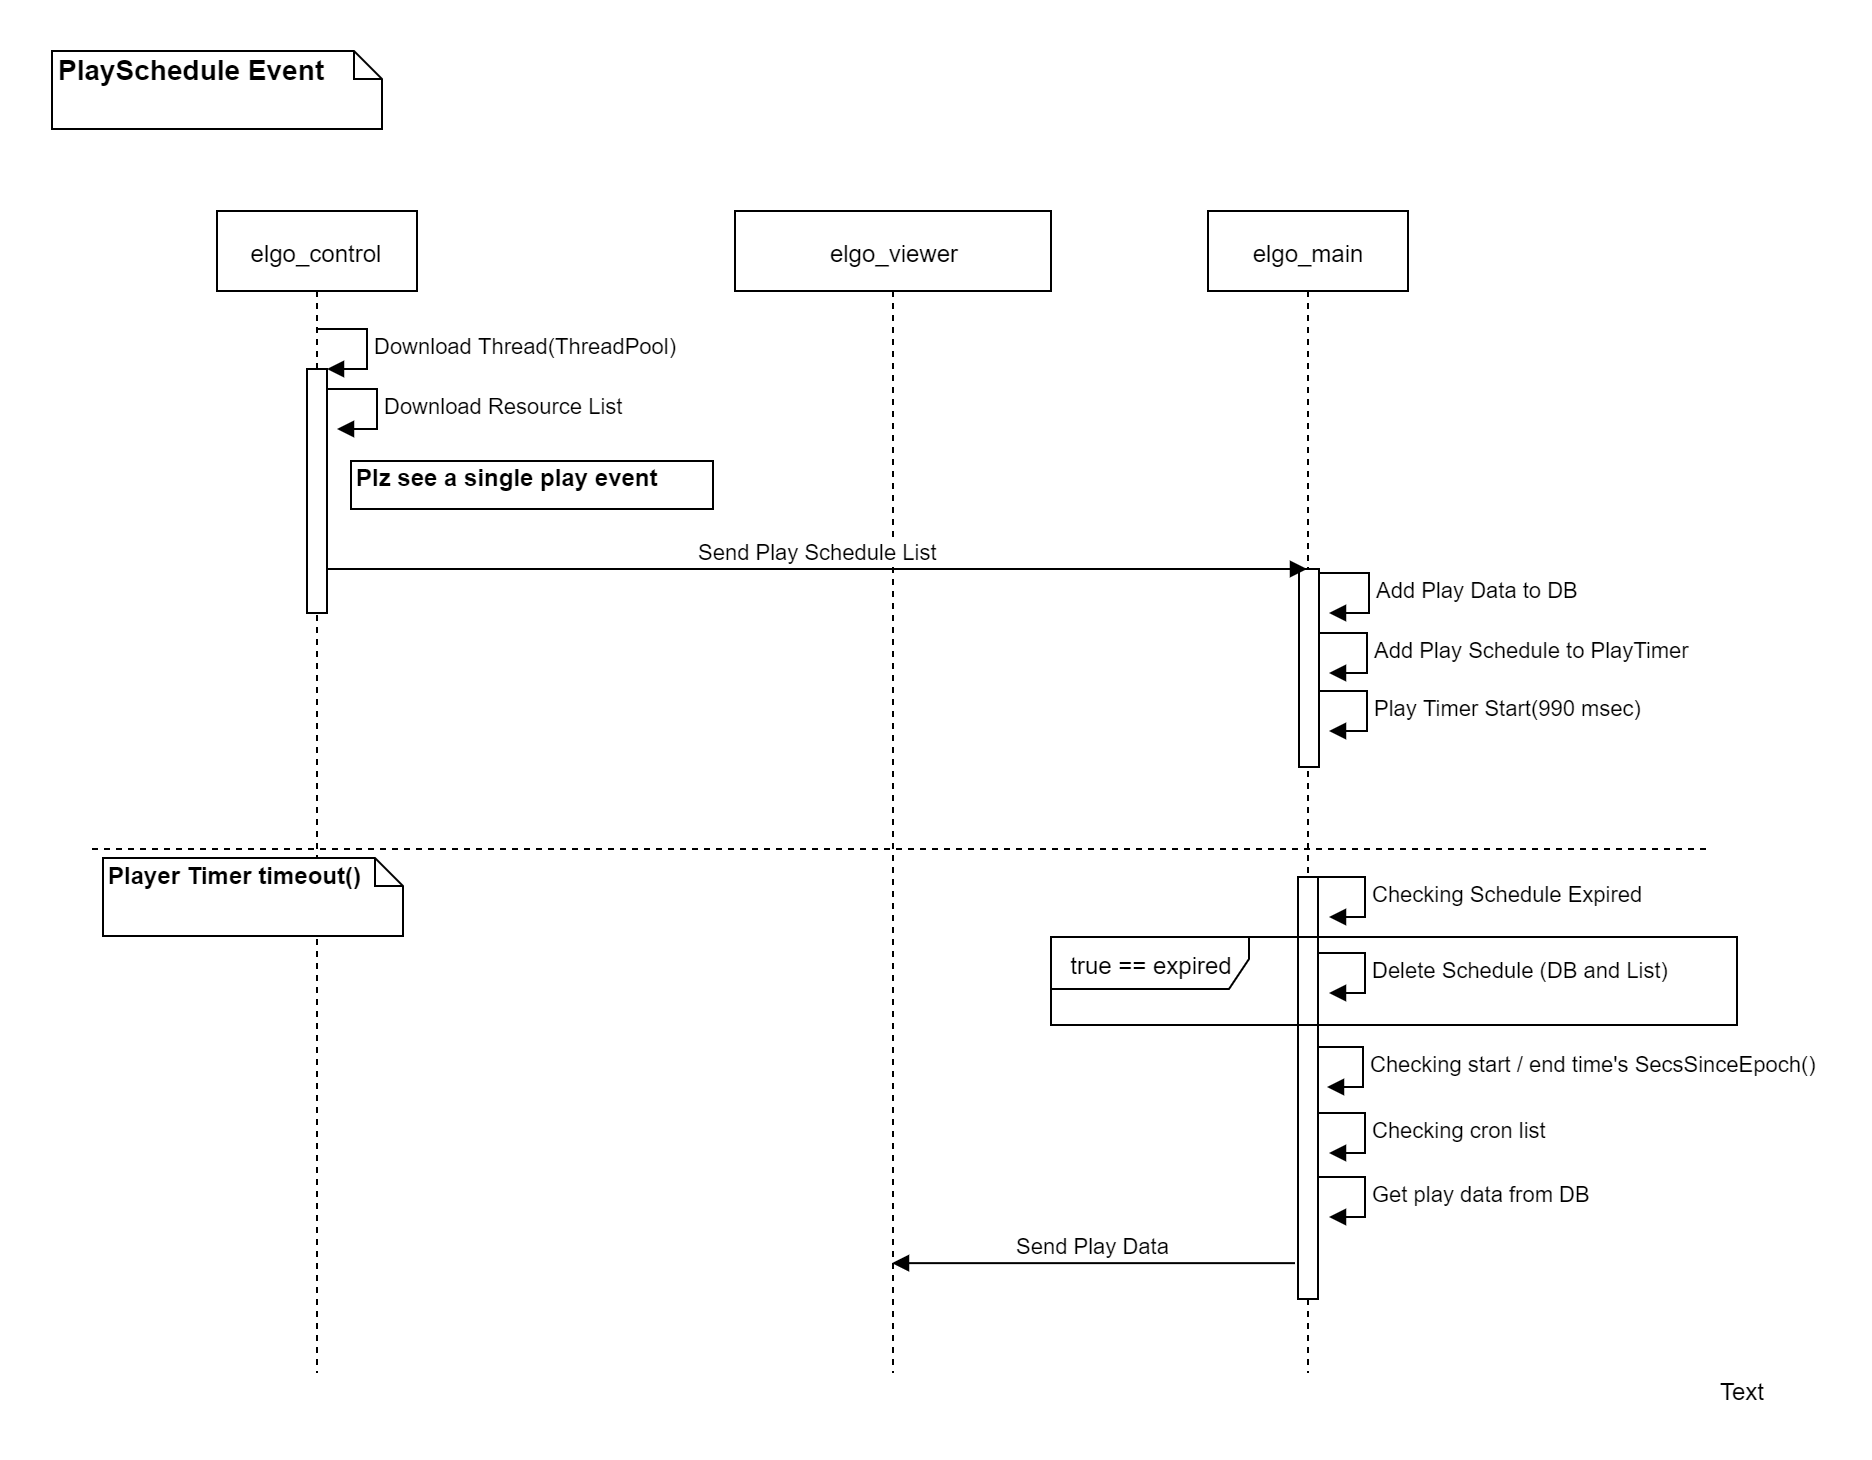 PlaySchedule Event
elgo_control
elgo_viewer
elgo_main
Download Thread(ThreadPool)
Download Resource List
Plz see a single play event
Send Play Schedule List
Add Play Data to DB
Add Play Schedule to PlayTimer
Play Timer Start(990 msec)
Player Timer timeout()
Checking Schedule Expired
true == expired
Delete Schedule (DB and List)
Checking start / end time's SecsSinceEpoch()
Checking cron list
Get play data from DB
Send Play Data
Text